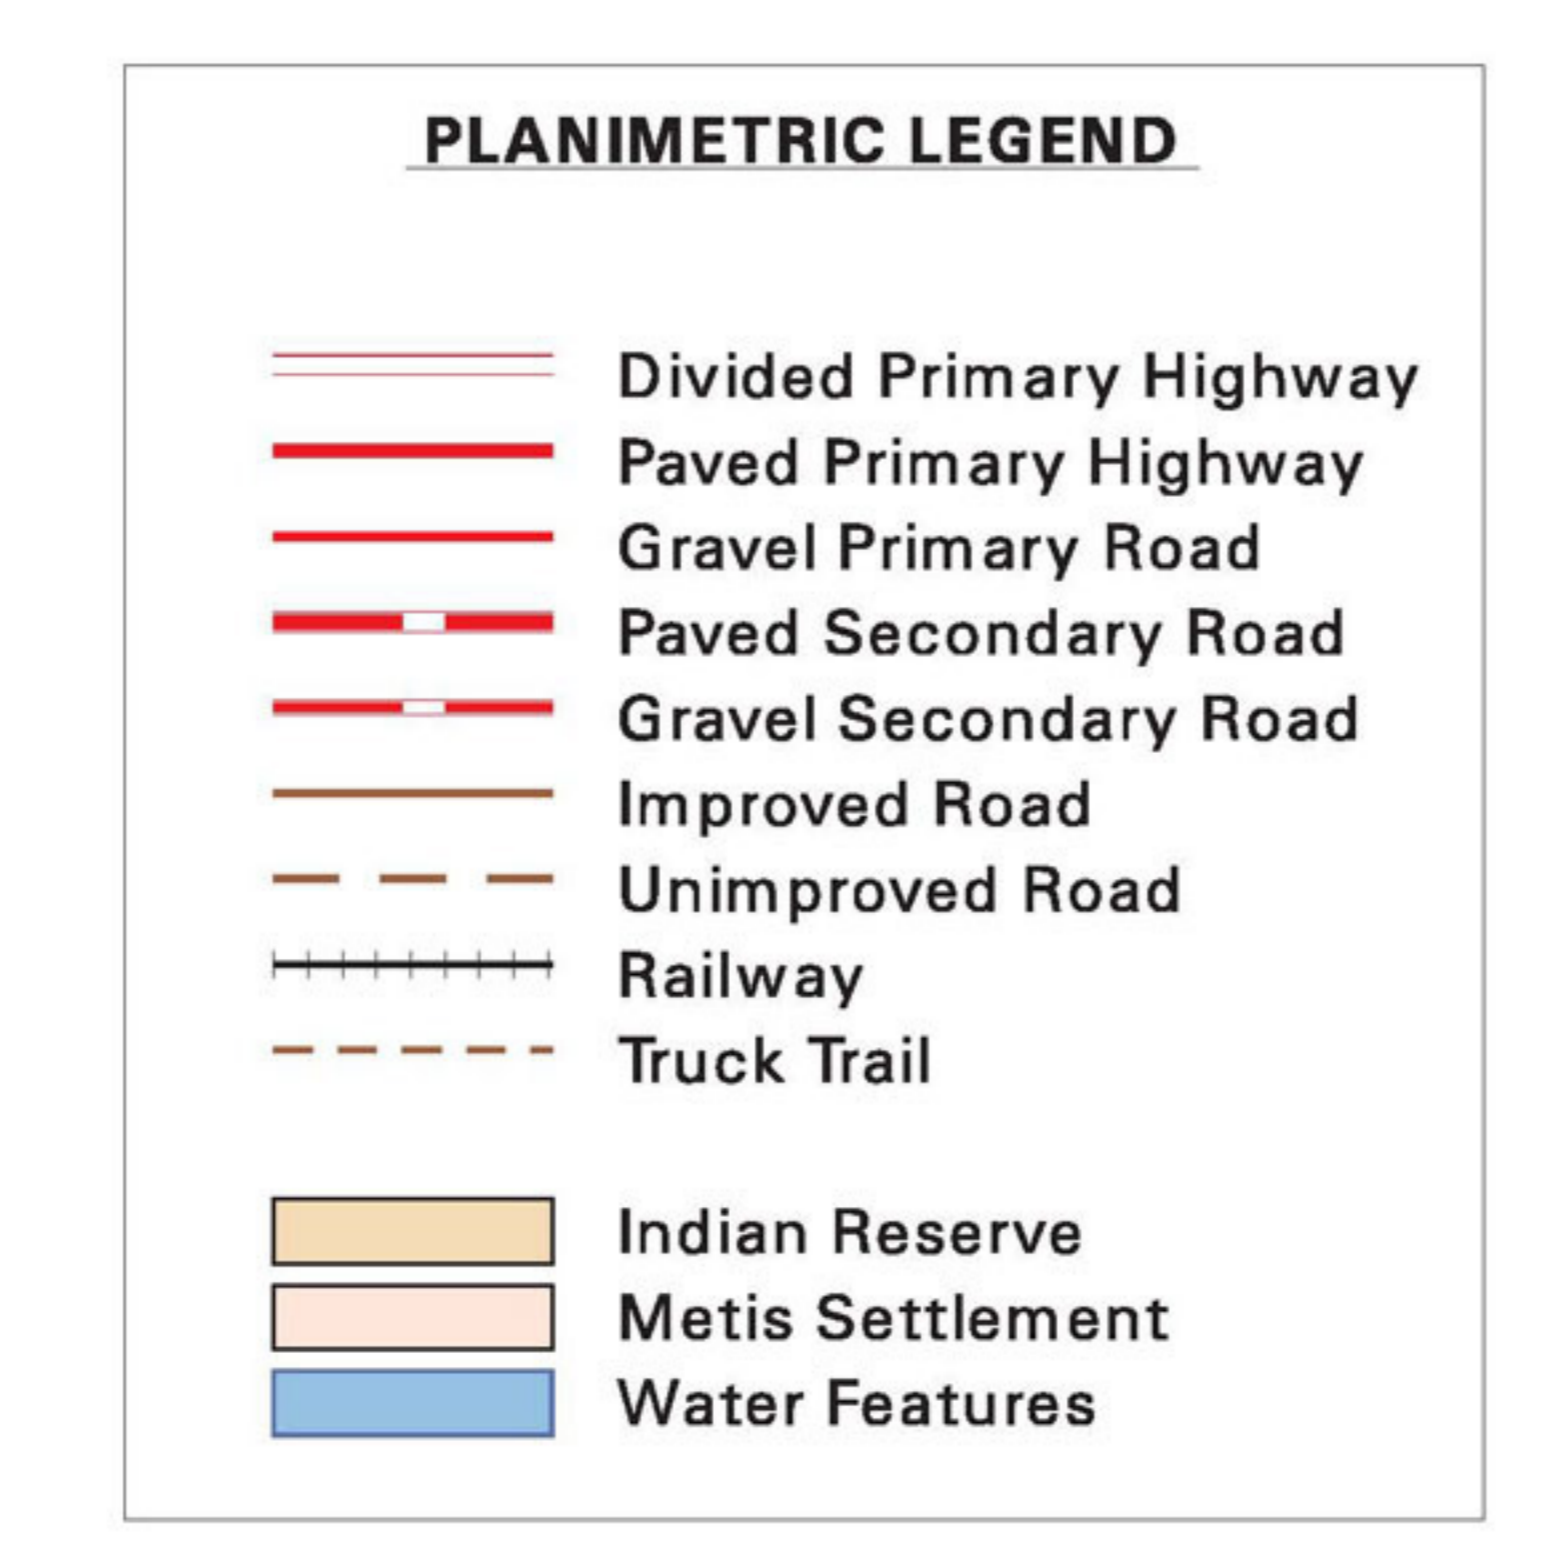 PLANIMETRIC LEGEND
Divided Primary Highway
Paved Primary Highway
Gravel Primary Road
Paved Secondary Road
Gravel Secondary Road
Improved Road
Unimproved Road
Railway
Truck Trail
Indian Reserve
Metis Settlement
Water Features